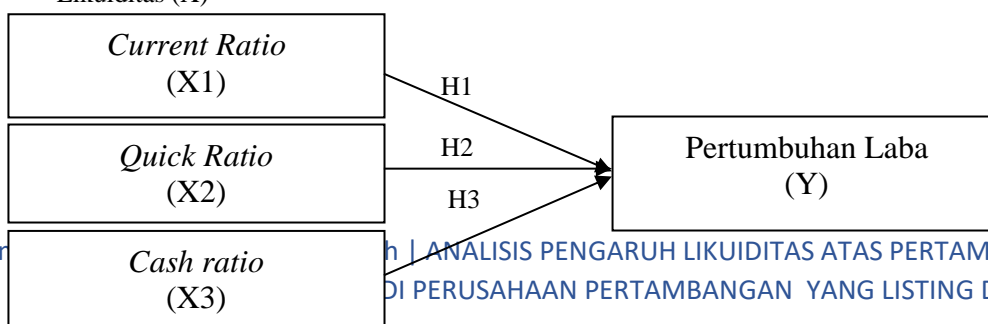 Likuiditas (X)
Current Ratio
(X1)
H1
Quick Ratio
(X2)
H2
Pertumbuhan Laba
(Y)
H3
Cash ratio
(X3)
| ANALISIS PENGARUH LIKUIDITAS ATAS
DI PERUSAHAAN PERTAMBANGAN YANG LISTING